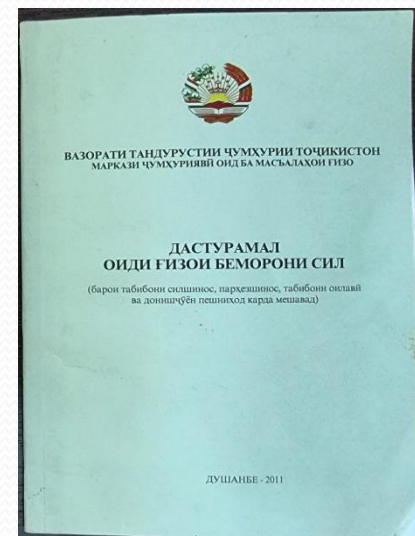 ВАЗОРАТИ ТАНДУРУСТИИ ҶУМҲУРИИ ТОҶИКИСТОН
МАРКАЗИ ҶУМҲУРИЯВӢ ОИД БА МАСЪАЛАҲОИ ҒИЗО
ДАСТУРАМАЛ
ОИДИ ҒИЗОИ БЕМОРОНИ СИЛ
(барои табибони силшинос, парҳезшинос, табибони оилавӣ
ва донишҷӯён пешниҳод карда мешавад)
ДУШАНБЕ - 2011